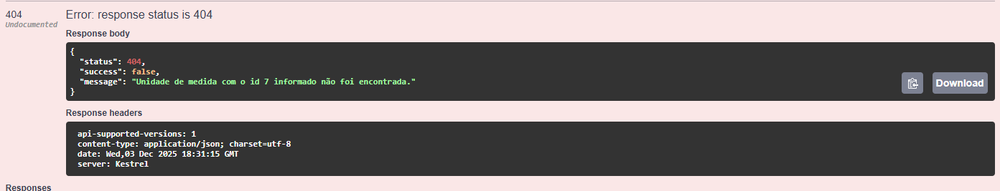 404
Undocumented
Error: response status is 404
Response body
{
  "status": 404,
  "success": false,
  "message": "Unidade de medida com o id 7 informado não foi encontrada."
}
Download
Response headers
api-supported-versions: 1
content-type: application/json; charset=utf-8
date: Wed,03 Dec 2025 18:31:15 GMT
server: Kestrel
Responses